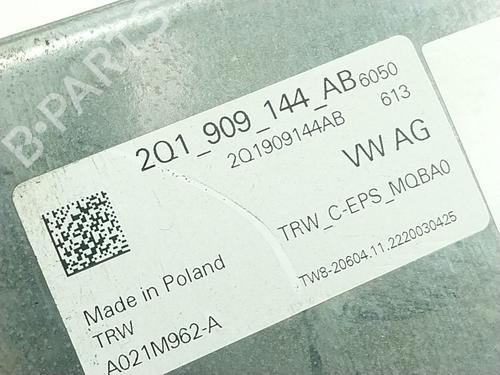 B-PARTS
2Q1_909_144_AB 6050
2Q1909144AB 613
VW AG
TRW_C-EPS_MQBA0
TW8-20604.11.2220030425
Made in Poland
TRW
A021M962-A